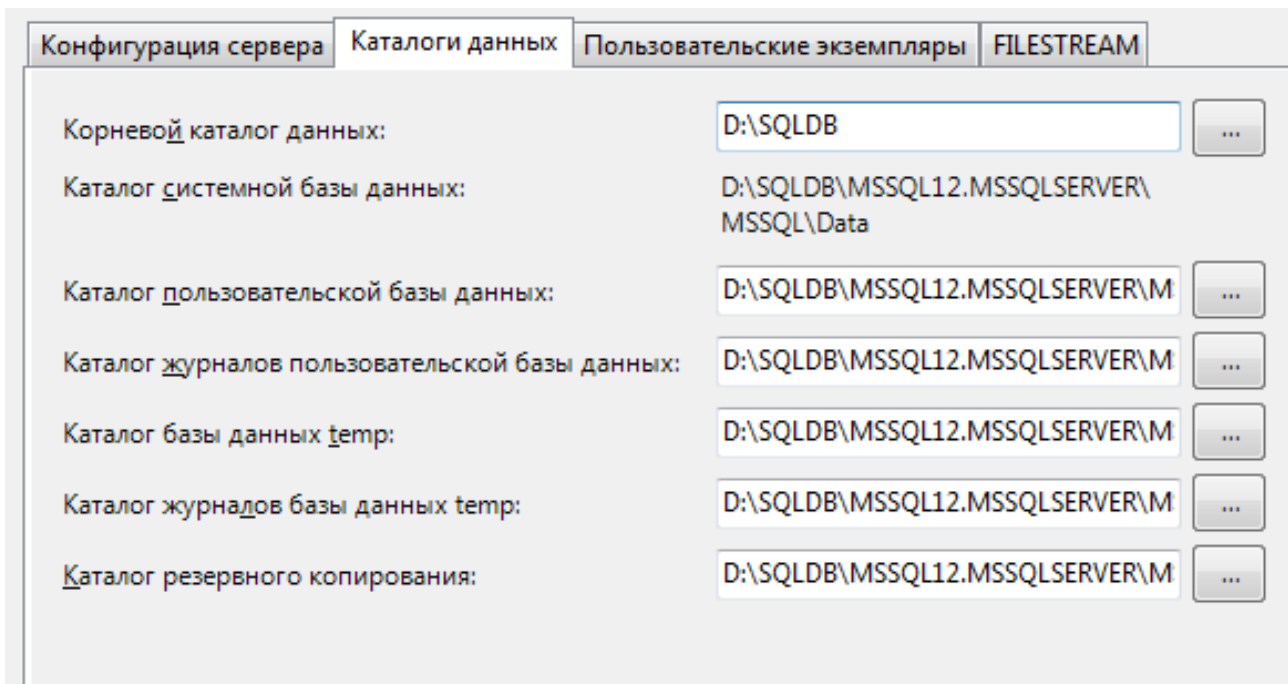 Конфигурация сервера Каталоги данных Пользовательские экземпляры FILESTREAM
Корневой каталог данных: D:\SQLDB ...
Каталог системной базы данных: D:\SQLDB\MSSQL12.MSSQLSERVER\
MSSQL\Data
Каталог пользовательской базы данных: D:\SQLDB\MSSQL12.MSSQLSERVER\M ...
Каталог журналов пользовательской базы данных: D:\SQLDB\MSSQL12.MSSQLSERVER\M ...
Каталог базы данных temp: D:\SQLDB\MSSQL12.MSSQLSERVER\M ...
Каталог журналов базы данных temp: D:\SQLDB\MSSQL12.MSSQLSERVER\M ...
Каталог резервного копирования: D:\SQLDB\MSSQL12.MSSQLSERVER\M ...